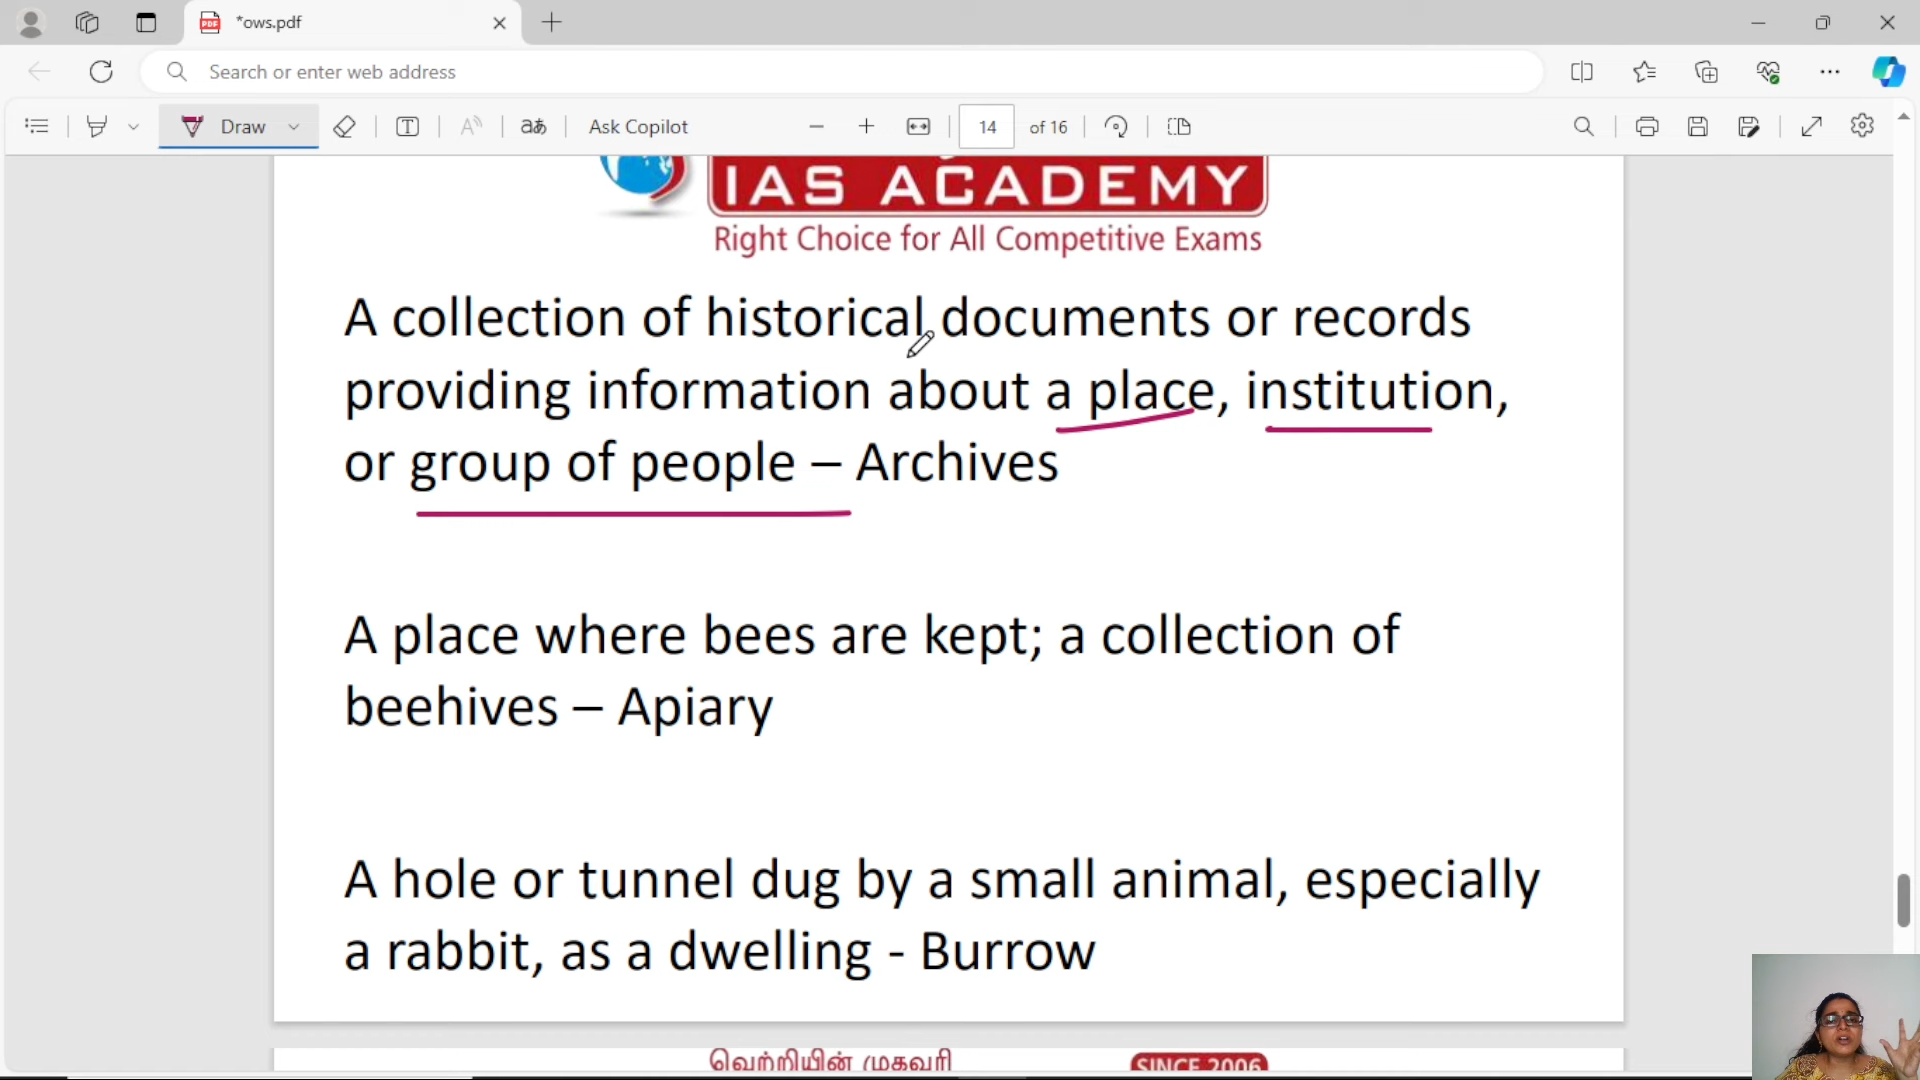 *ows.pdf
Search or enter web address
Draw
Ask Copilot
14 of 16
IAS ACADEMY
Right Choice for All Competitive Exams
A collection of historical documents or records
providing information about a place, institution,
or group of people – Archives
A place where bees are kept; a collection of
beehives – Apiary
A hole or tunnel dug by a small animal, especially
a rabbit, as a dwelling - Burrow
வெற்றியின் முகவரி
SINCE 2006